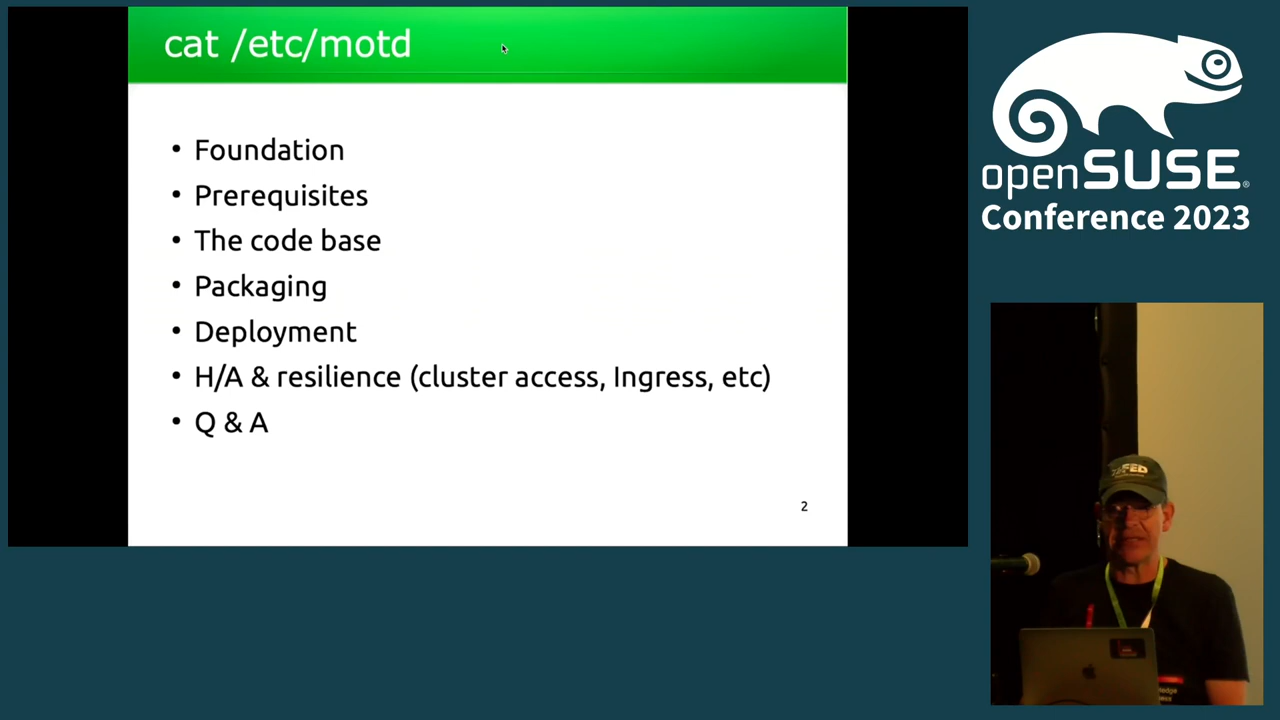 cat /etc/motd
• Foundation
• Prerequisites
• The code base
• Packaging
• Deployment
• H/A & resilience (cluster access, Ingress, etc)
• Q & A
2
openSUSE®
Conference 2023